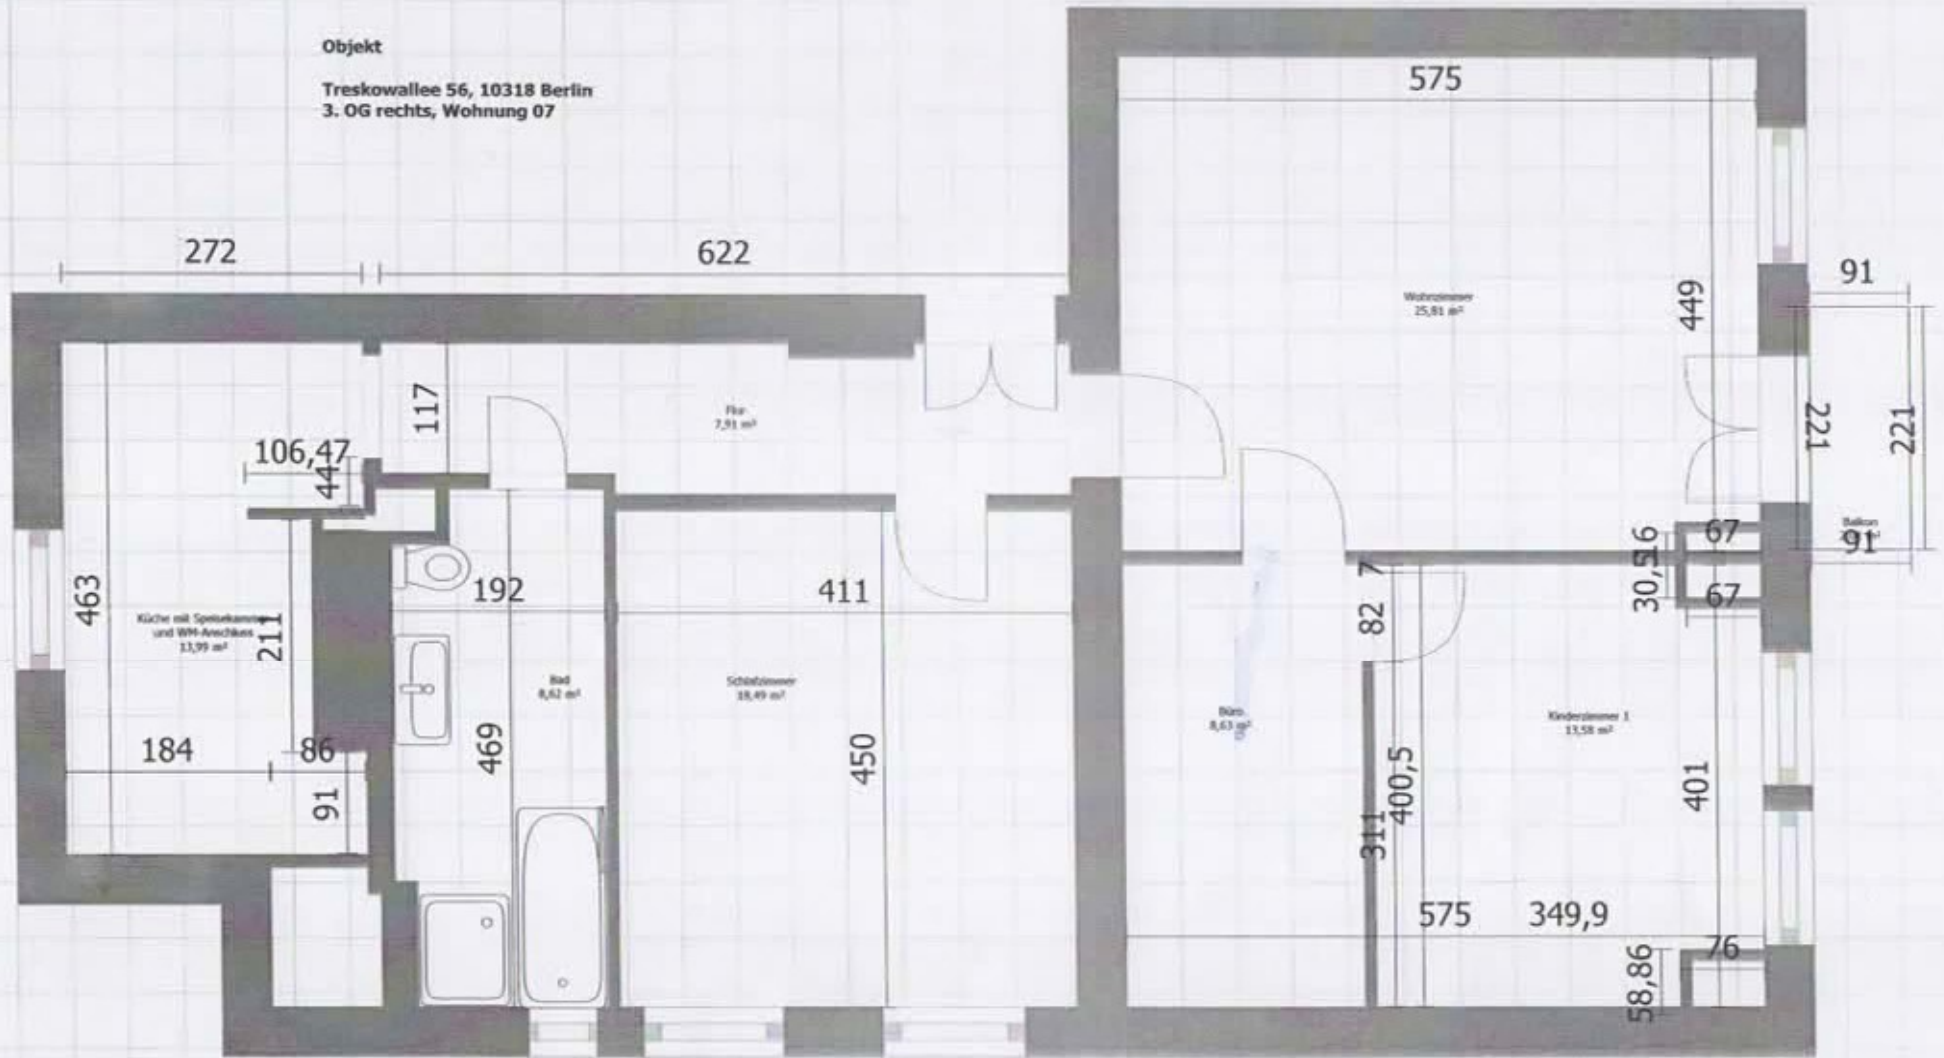 Objekt
Treskowallee 56, 10318 Berlin
3. OG rechts, Wohnung 07
575
272
622
91
449
Wohnzimmer
25,81 m²
117
Flur
7,91 m²
221
221
106,47
44
67
16
91
Balkon
30,5
67
7
82
463
Küche mit Speisekammer
und WM-Anschluss
13,99 m²
211
192
411
Bad
8,62 m²
Schlafzimmer
18,49 m²
Büro
8,63 m²
Kinderzimmer 1
13,58 m²
184
86
91
469
450
400,5
311
401
575
349,9
76
58,86